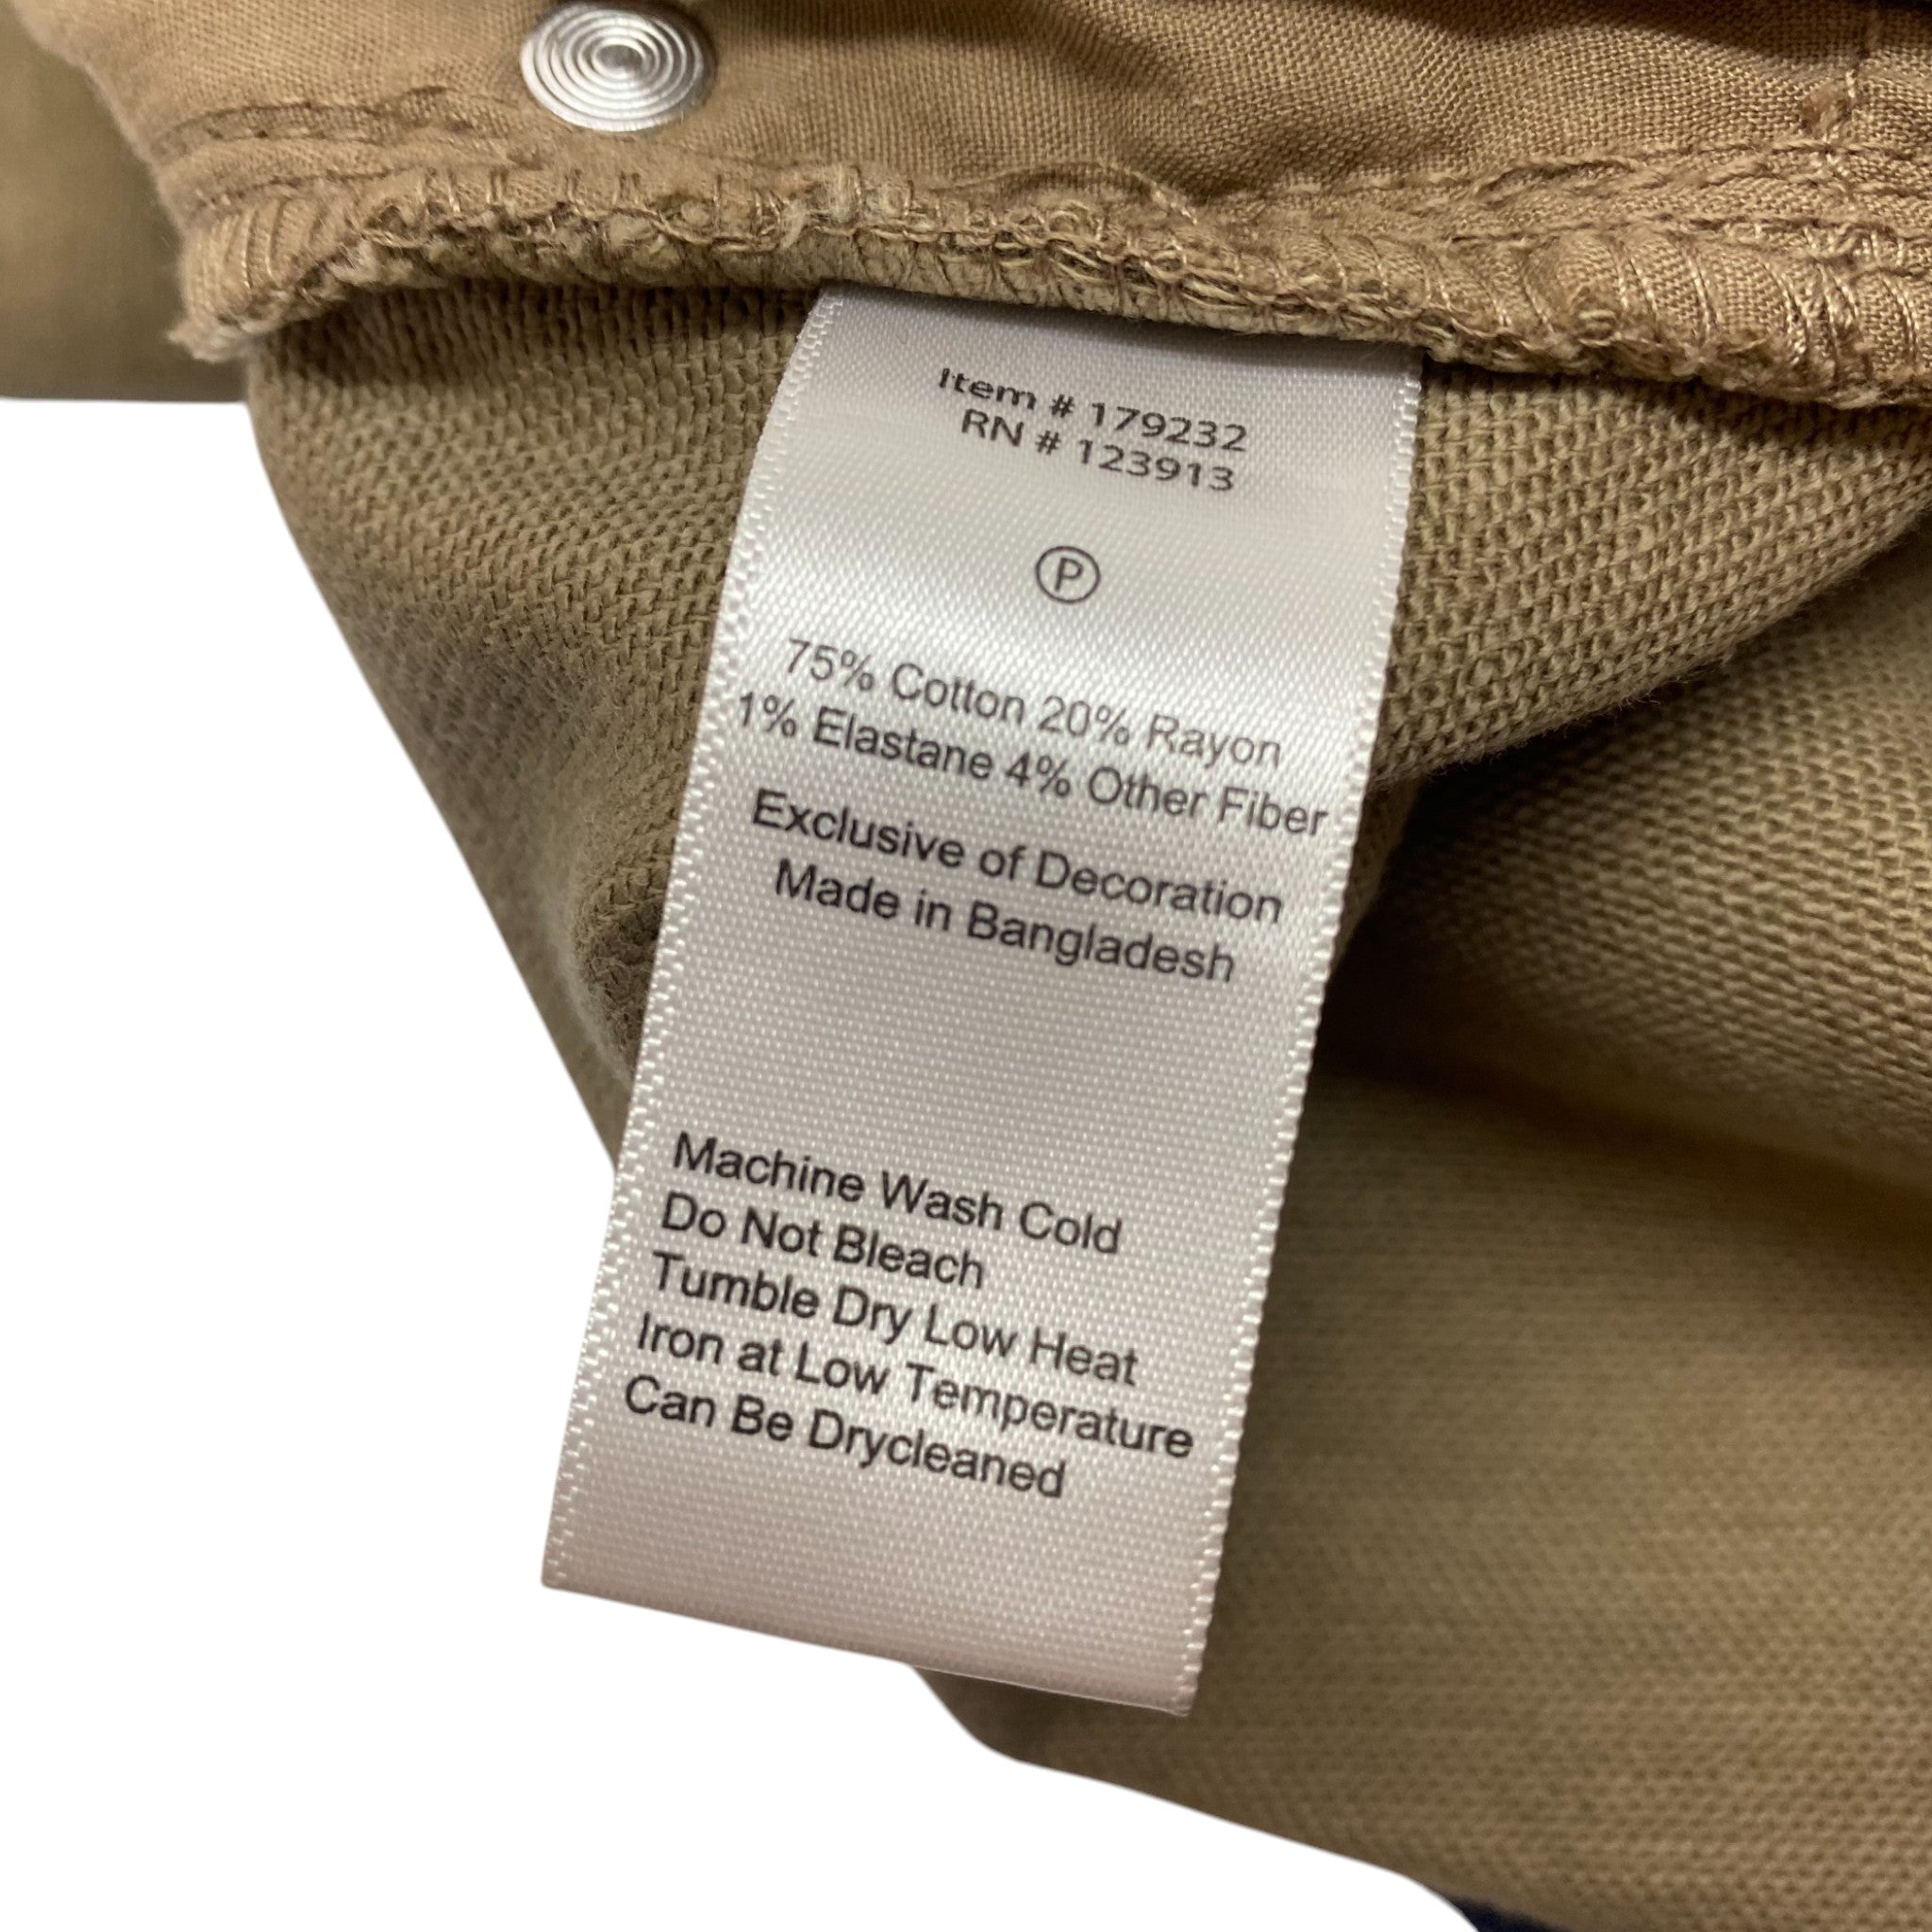 Item # 179232
RN # 123913
Ⓟ
75% Cotton 20% Rayon
1% Elastane 4% Other Fiber
Exclusive of Decoration
Made in Bangladesh
Machine Wash Cold
Do Not Bleach
Tumble Dry Low Heat
Iron at Low Temperature
Can Be Drycleaned